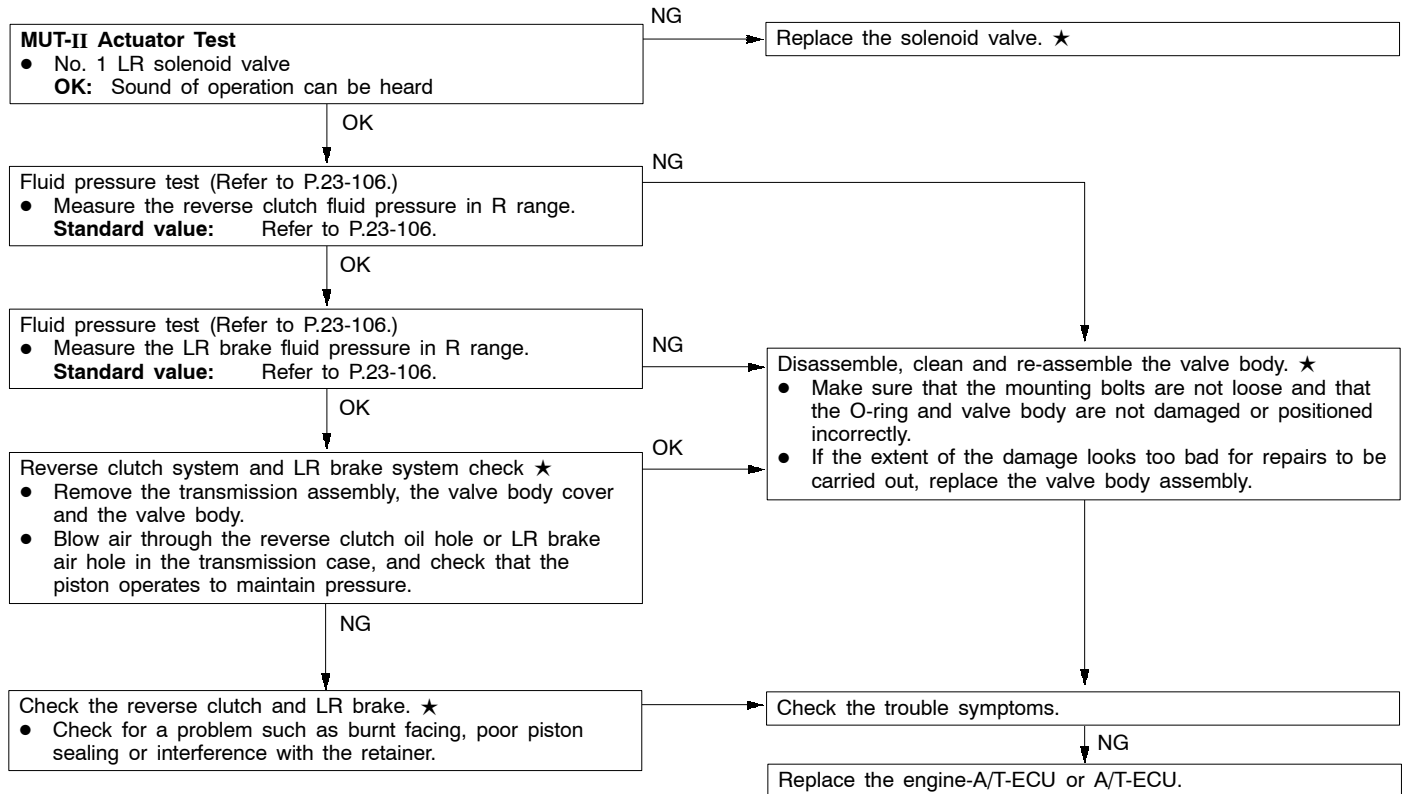 MUT-II Actuator Test
● No. 1 LR solenoid valve
OK: Sound of operation can be heard
NG
Replace the solenoid valve. ★
OK
Fluid pressure test (Refer to P.23-106.)
● Measure the reverse clutch fluid pressure in R range.
Standard value: Refer to P.23-106.
NG
OK
Fluid pressure test (Refer to P.23-106.)
● Measure the LR brake fluid pressure in R range.
Standard value: Refer to P.23-106.
NG
Disassemble, clean and re-assemble the valve body. ★
● Make sure that the mounting bolts are not loose and that
the O-ring and valve body are not damaged or positioned
incorrectly.
● If the extent of the damage looks too bad for repairs to be
carried out, replace the valve body assembly.
OK
Reverse clutch system and LR brake system check ★
● Remove the transmission assembly, the valve body cover
and the valve body.
● Blow air through the reverse clutch oil hole or LR brake
air hole in the transmission case, and check that the
piston operates to maintain pressure.
OK
NG
Check the reverse clutch and LR brake. ★
● Check for a problem such as burnt facing, poor piston
sealing or interference with the retainer.
Check the trouble symptoms.
NG
Replace the engine-A/T-ECU or A/T-ECU.